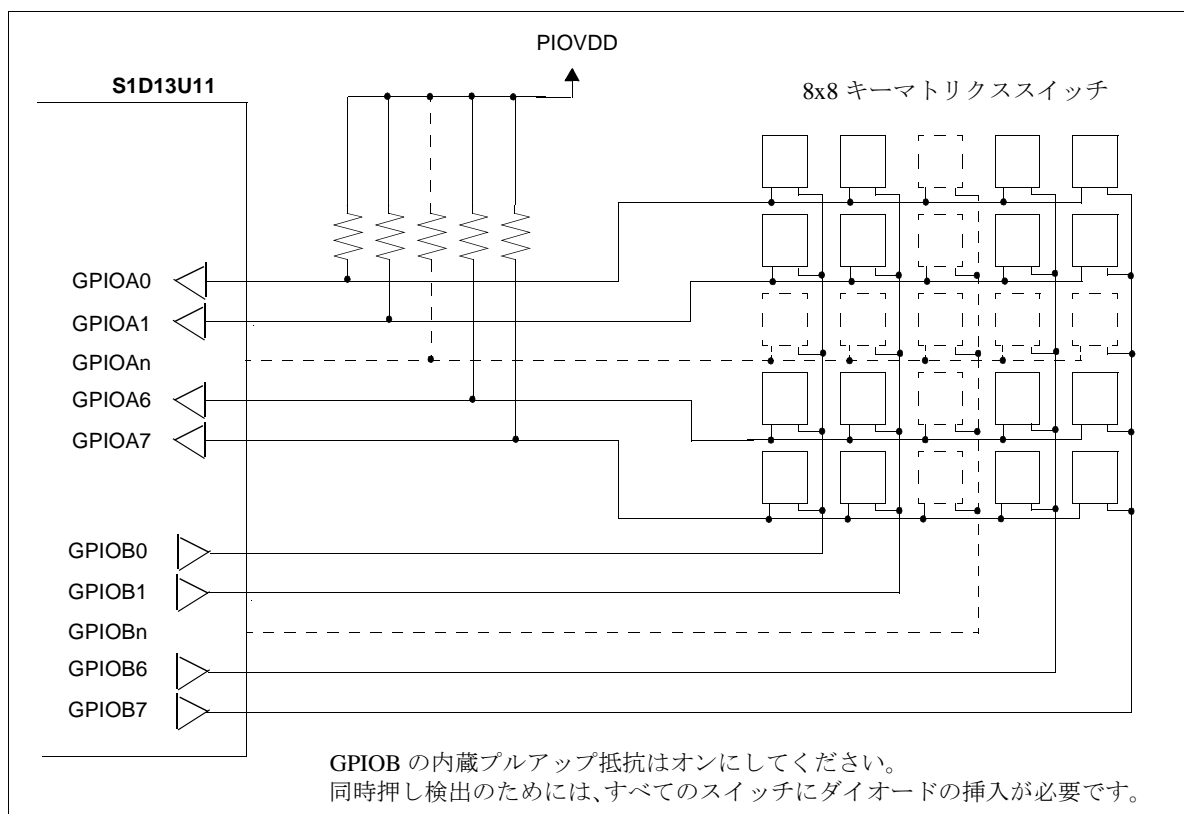 PIOVDD
S1D13U11
8x8 キーマトリクススイッチ
GPIOA0
GPIOA1
GPIOAn
GPIOA6
GPIOA7
GPIOB0
GPIOB1
GPIOBn
GPIOB6
GPIOB7
GPIOB の内蔵プルアップ抵抗はオンにしてください。
同時押し検出のためには、すべてのスイッチにダイオードの挿入が必要です。